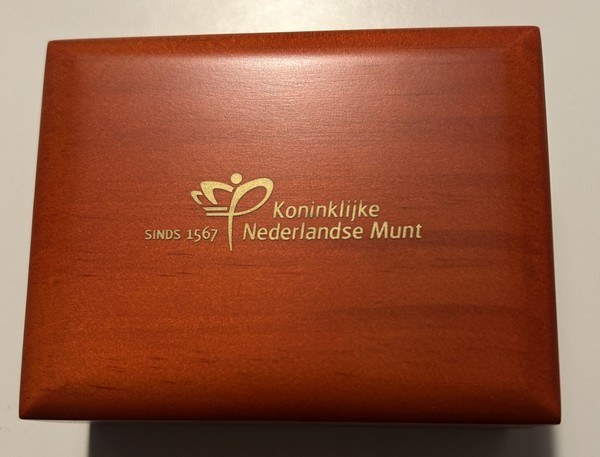 Koninklijke
SINDS 1567 Nederlandse Munt